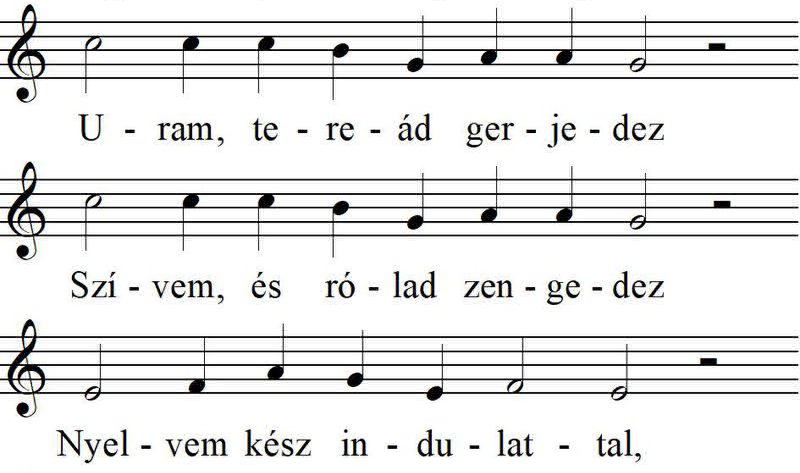 U - ram, te - re - ád ger - je - dez
Szí - vem, és ró - lad zen - ge - dez
Nyel - vem kész in - du - lat - tal,